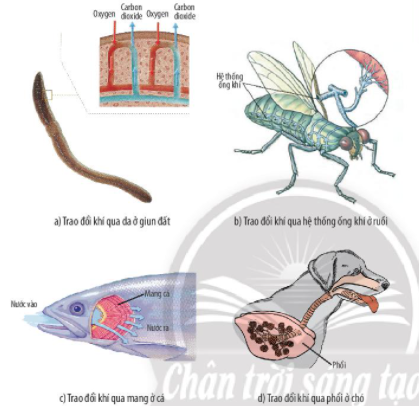 Oxygen Carbon dioxide Oxygen Carbon dioxide
a) Trao đổi khí qua da ở giun đất
Hệ thống
ống khí
b) Trao đổi khí qua hệ thống ống khí ở ruồi
Nước vào
Mang cá
Nước ra
c) Trao đổi khí qua mang ở cá
Phổi
d) Trao đổi khí qua phổi ở chó
Chân trời sáng tạo